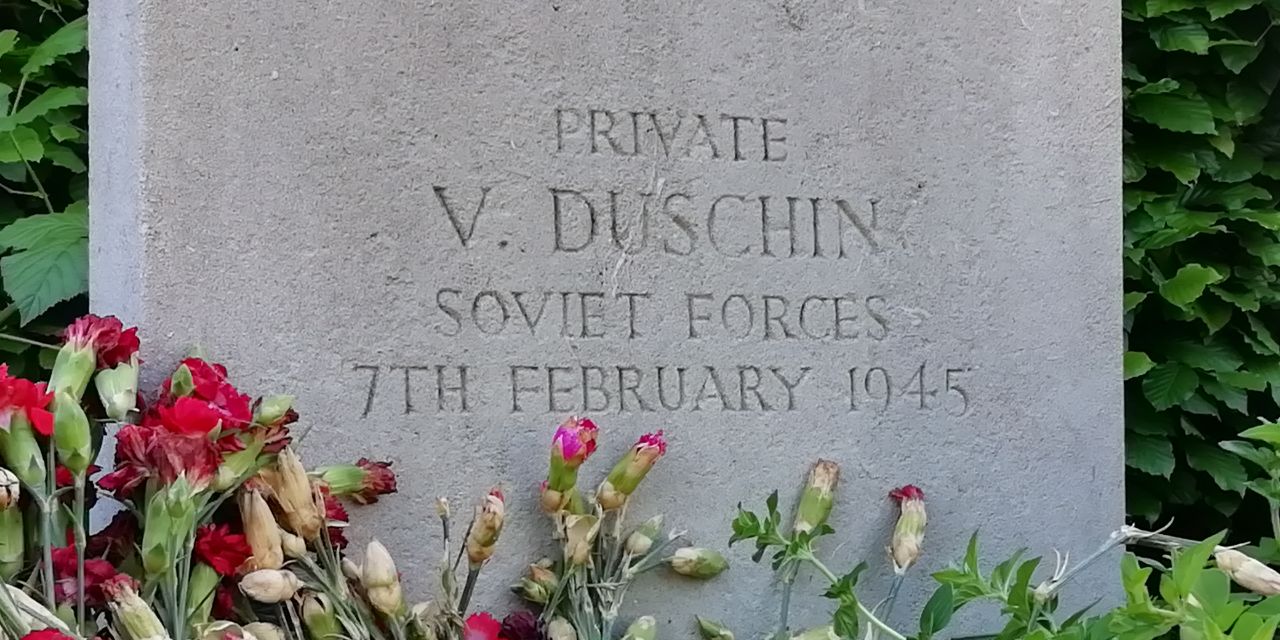 PRIVATE
V. DUSCHIN
SOVIET FORCES
7TH FEBRUARY 1945